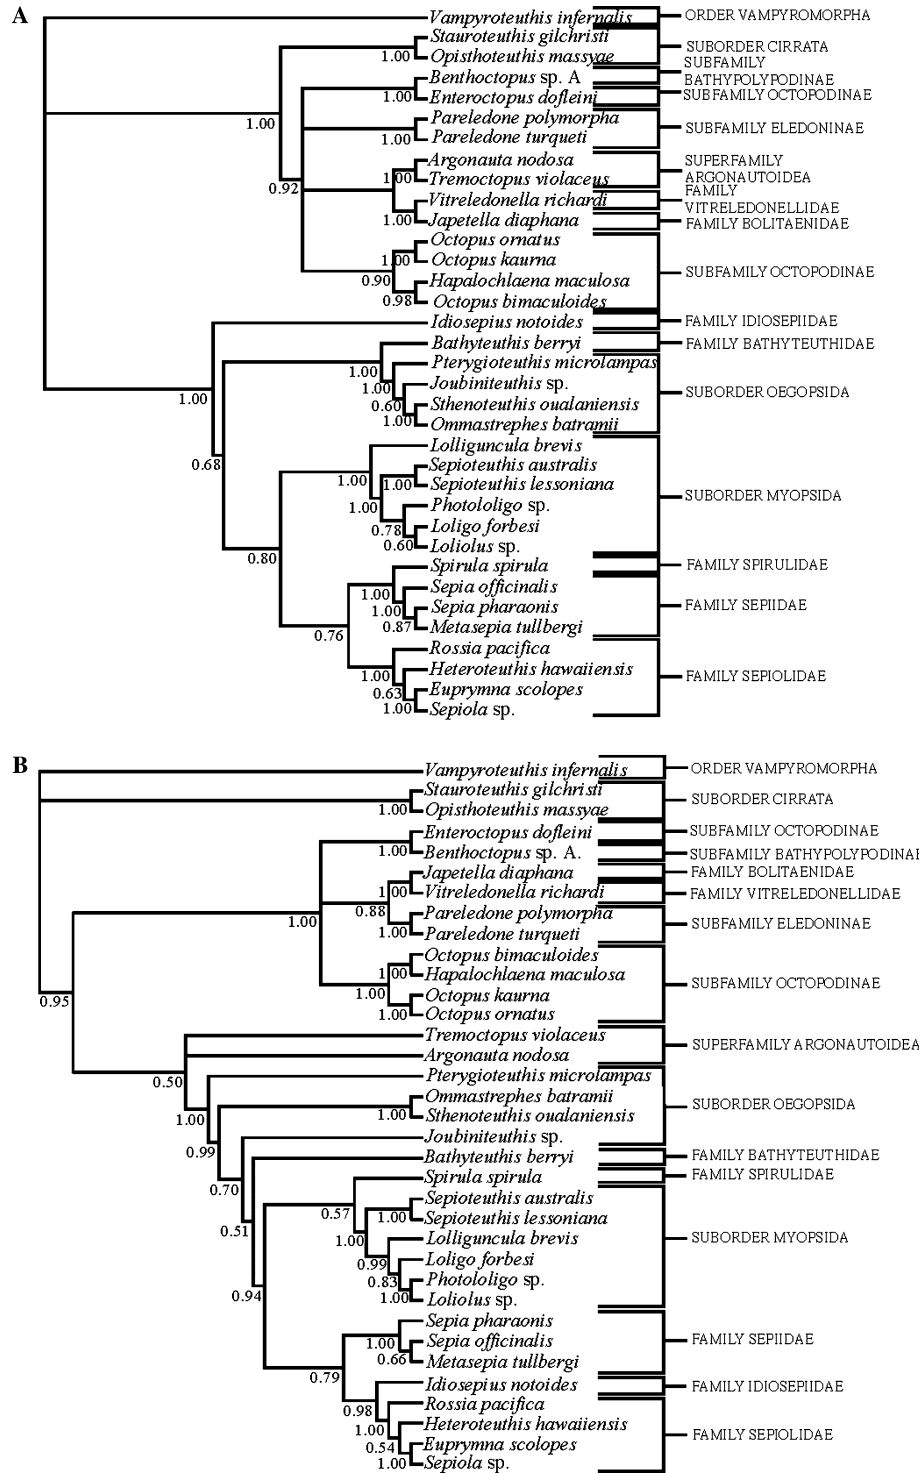 A
Vampyroteuthis infernalis ORDER VAMPYROMORPHA
Stauroteuthis gilchristi
SUBORDER CIRRATA
1.00 Opisthoteuthis massyae
SUBFAMILY
Benthoctopus sp. A
BATHYPOLYPODINAE
1.00 Enteroctopus dofleini SUBFAMILY OCTOPODINAE
Pareledone polymorpha
1.00 SUBFAMILY ELEDONINAE
1.00 Pareledone turqueti
Argonauta nodosa SUPERFAMILY
1.00 Tremoctopus violaceus ARGONAUTOIDEA
0.92 FAMILY
Vitreledonella richardi
VITRELEDONELLIDAE
1.00 Japetella diaphana FAMILY BOLITAENIDAE
Octopus ornatus
1.00 Octopus kaurna
SUBFAMILY OCTOPODINAE
0.90 Hapalochlaena maculosa
0.98 Octopus bimaculoides
Idiosepius notoides FAMILY IDIOSEPIIDAE
Bathyteuthis berryi FAMILY BATHYTEUTHIDAE
Pterygioteuthis microlampas
1.00
Joubiniteuthis sp.
1.00 1.00 SUBORDER OEGOPSIDA
0.60 Sthenoteuthis oualaniensis
1.00 Ommastrephes batramii
Lolliguncula brevis
0.68 Sepioteuthis australis
1.00 1.00 Sepioteuthis lessoniana
SUBORDER MYOPSIDA
1.00 Photololigo sp.
0.78 Loligo forbesi
0.60 Loliolus sp.
0.80 Spirula spirula FAMILY SPIRULIDAE
Sepia officinalis
1.00
1.00 Sepia pharaonis FAMILY SEPIIDAE
0.87 Metasepia tullbergi
0.76
Rossia pacifica
Heteroteuthis hawaiiensis
1.00 FAMILY SEPIOLIDAE
0.63 Euprymna scolopes
1.00 Sepiola sp.
B
Vampyroteuthis infernalis ORDER VAMPYROMORPHA
Stauroteuthis gilchristi
SUBORDER CIRRATA
1.00 Opisthoteuthis massyae
Enteroctopus dofleini SUBFAMILY OCTOPODINAE
1.00 Benthoctopus sp. A. SUBFAMILY BATHYPOLYPODINAE
Japetella diaphana FAMILY BOLITAENIDAE
1.00 Vitreledonella richardi FAMILY VITRELEDONELLIDAE
0.88 Pareledone polymorpha
1.00 SUBFAMILY ELEDONINAE
1.00 Pareledone turqueti
Octopus bimaculoides
1.00 Hapalochlaena maculosa
SUBFAMILY OCTOPODINAE
1.00 Octopus kaurna
0.95
1.00 Octopus ornatus
Tremoctopus violaceus
SUPERFAMILY ARGONAUTOIDEA
Argonauta nodosa
0.50 Pterygioteuthis microlampas
Ommastrephes batramii
SUBORDER OEGOPSIDA
1.00 1.00 Sthenoteuthis oualaniensis
Joubiniteuthis sp.
0.99
Bathyteuthis berryi FAMILY BATHYTEUTHIDAE
0.70 Spirula spirula FAMILY SPIRULIDAE
Sepioteuthis australis
0.57 1.00 Sepioteuthis lessoniana
0.51
1.00 Lolliguncula brevis SUBORDER MYOPSIDA
0.99 Loligo forbesi
0.83 Photololigo sp.
0.94 1.00 Loliolus sp.
Sepia pharaonis
1.00 Sepia officinalis FAMILY SEPIIDAE
0.66 Metasepia tullbergi
0.79
Idiosepius notoides FAMILY IDIOSEPIIDAE
0.98 Rossia pacifica
1.00 Heteroteuthis hawaiiensis
FAMILY SEPIOLIDAE
0.54 Euprymna scolopes
1.00 Sepiola sp.